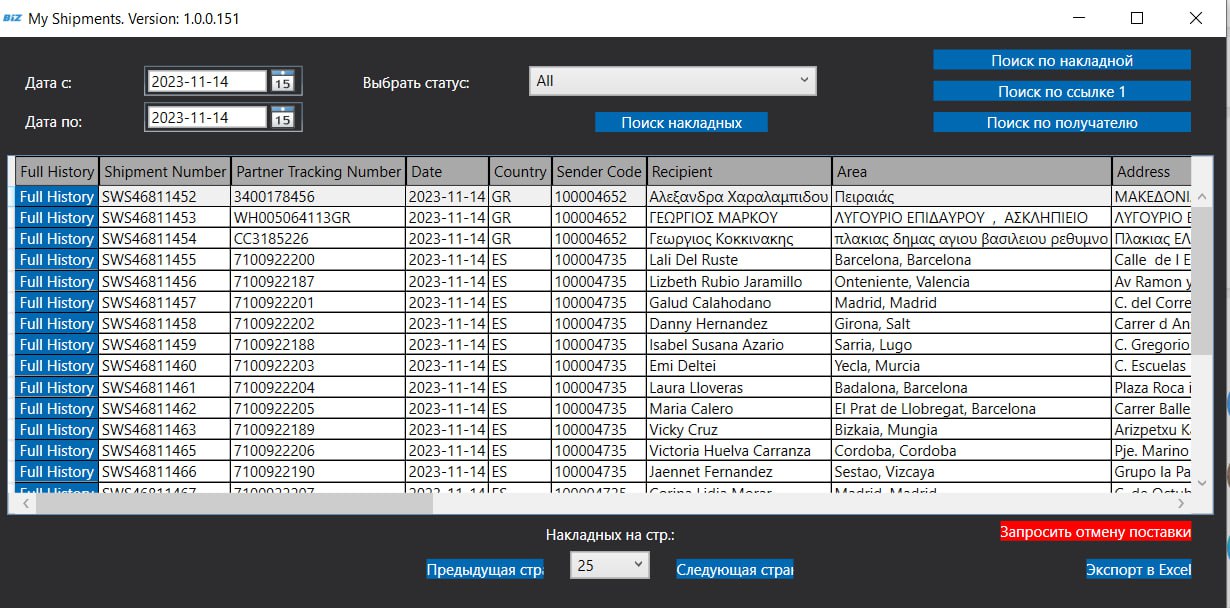 BIZ My Shipments. Version: 1.0.0.151
Дата с: 2023-11-14 15 Выбрать статус: All
Поиск по накладной
Поиск по ссылке 1
Дата по: 2023-11-14 15 Поиск накладных Поиск по получателю
Full History Shipment Number Partner Tracking Number Date Country Sender Code Recipient Area Address
Full History SWS46811452 3400178456 2023-11-14 GR 100004652 Αλεξανδρα Χαραλαμπιδου Πειραιάς ΜΑΚΕΔΟΝΙ
Full History SWS46811453 WH005064113GR 2023-11-14 GR 100004652 ΓΕΩΡΓΙΟΣ ΜΑΡΚΟΥ ΛΥΓΟΥΡΙΟ ΕΠΙΔΑΥΡΟΥ , ΑΣΚΛΗΠΙΕΙΟ ΛΥΓΟΥΡΙΟ Ε
Full History SWS46811454 CC3185226 2023-11-14 GR 100004652 Γεωργιος Κοκκινακης πλακιας δημας αγιου βασιλειου ρεθυμνο Πλακιας ΕΛ
Full History SWS46811455 7100922200 2023-11-14 ES 100004735 Lali Del Ruste Barcelona, Barcelona Calle de l E
Full History SWS46811456 7100922187 2023-11-14 ES 100004735 Lizbeth Rubio Jaramillo Onteniente, Valencia Av Ramon y
Full History SWS46811457 7100922201 2023-11-14 ES 100004735 Galud Calahodano Madrid, Madrid C. del Corre
Full History SWS46811458 7100922202 2023-11-14 ES 100004735 Danny Hernandez Girona, Salt Carrer d An
Full History SWS46811459 7100922188 2023-11-14 ES 100004735 Isabel Susana Azario Sarria, Lugo C. Gregorio
Full History SWS46811460 7100922203 2023-11-14 ES 100004735 Emi Deltei Yecla, Murcia C. Escuelas
Full History SWS46811461 7100922204 2023-11-14 ES 100004735 Laura Lloveras Badalona, Barcelona Plaza Roca i
Full History SWS46811462 7100922205 2023-11-14 ES 100004735 Maria Calero El Prat de Llobregat, Barcelona Carrer Balle
Full History SWS46811463 7100922189 2023-11-14 ES 100004735 Vicky Cruz Bizkaia, Mungia Arizpetxu K
Full History SWS46811465 7100922206 2023-11-14 ES 100004735 Victoria Huelva Carranza Cordoba, Cordoba Pje. Marino
Full History SWS46811466 7100922190 2023-11-14 ES 100004735 Jaennet Fernandez Sestao, Vizcaya Grupo la Pa
Full History SWS46811467 7100922207 2023-11-14 ES 100004735 Madrid, Madrid
Накладных на стр.: Запросить отмену поставки
Предыдущая стра 25 Следующая стран Экспорт в Excel